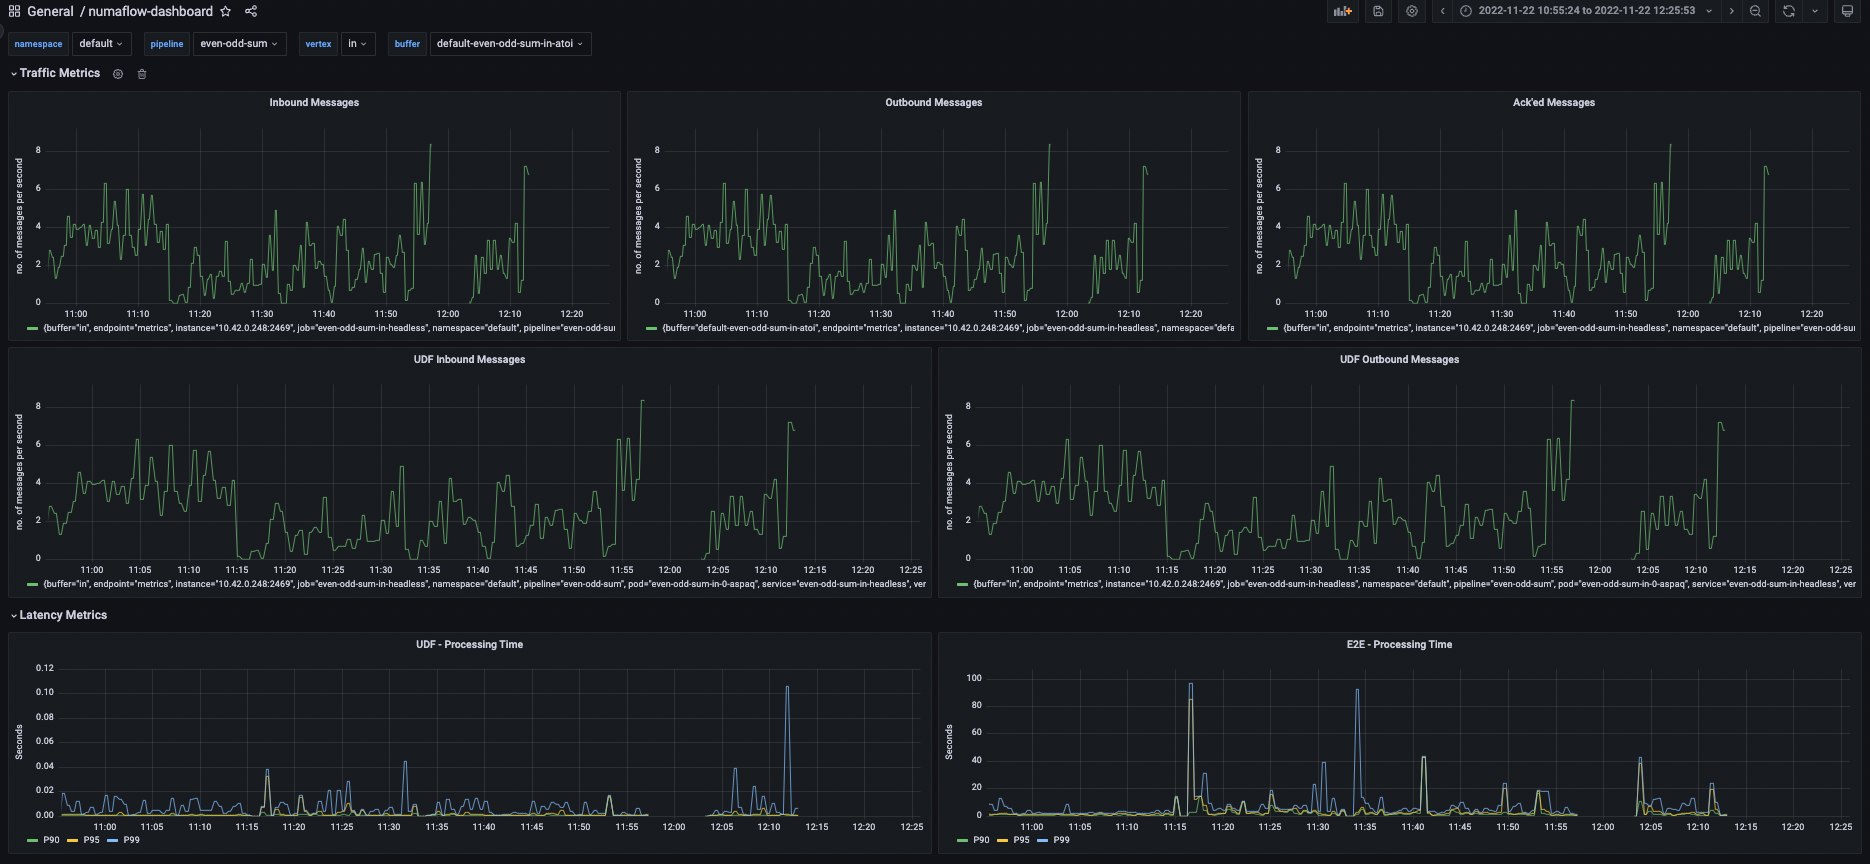 General / numaflow-dashboard
2022-11-22 10:55:24 to 2022-11-22 12:25:53
namespace default pipeline even-odd-sum vertex in buffer default-even-odd-sum-in-atoi
Traffic Metrics
Inbound Messages
no. of messages per second
8
6
4
2
0
11:00 11:10 11:20 11:30 11:40 11:50 12:00 12:10 12:20
{buffer="in", endpoint="metrics", instance="10.42.0.248:2469", job="even-odd-sum-in-headless", namespace="default", pipeline="even-odd-sur
Outbound Messages
no. of messages per second
8
6
4
2
0
11:00 11:10 11:20 11:30 11:40 11:50 12:00 12:10 12:20
{buffer="default-even-odd-sum-in-atoi", endpoint="metrics", instance="10.42.0.248:2469", job="even-odd-sum-in-headless", namespace="defa
Ack'ed Messages
no. of messages per second
8
6
4
2
0
11:00 11:10 11:20 11:30 11:40 11:50 12:00 12:10 12:20
{buffer="in", endpoint="metrics", instance="10.42.0.248:2469", job="even-odd-sum-in-headless", namespace="default", pipeline="even-odd-su
UDF Inbound Messages
no. of messages per second
8
6
4
2
0
11:00 11:05 11:10 11:15 11:20 11:25 11:30 11:35 11:40 11:45 11:50 11:55 12:00 12:05 12:10 12:15 12:20 12:25
{buffer="in", endpoint="metrics", instance="10.42.0.248:2469", job="even-odd-sum-in-headless", namespace="default", pipeline="even-odd-sum", pod="even-odd-sum-in-0-aspaq", service="even-odd-sum-in-headless", ver
UDF Outbound Messages
no. of messages per second
8
6
4
2
0
11:00 11:05 11:10 11:15 11:20 11:25 11:30 11:35 11:40 11:45 11:50 11:55 12:00 12:05 12:10 12:15 12:20 12:25
{buffer="in", endpoint="metrics", instance="10.42.0.248:2469", job="even-odd-sum-in-headless", namespace="default", pipeline="even-odd-sum", pod="even-odd-sum-in-0-aspaq", service="even-odd-sum-in-headless", ver
Latency Metrics
UDF - Processing Time
Seconds
0.12
0.10
0.08
0.06
0.04
0.02
0.00
11:00 11:05 11:10 11:15 11:20 11:25 11:30 11:35 11:40 11:45 11:50 11:55 12:00 12:05 12:10 12:15 12:20 12:25
P90 P95 P99
E2E - Processing Time
Seconds
100
80
60
40
20
0
11:00 11:05 11:10 11:15 11:20 11:25 11:30 11:35 11:40 11:45 11:50 11:55 12:00 12:05 12:10 12:15 12:20 12:25
P90 P95 P99